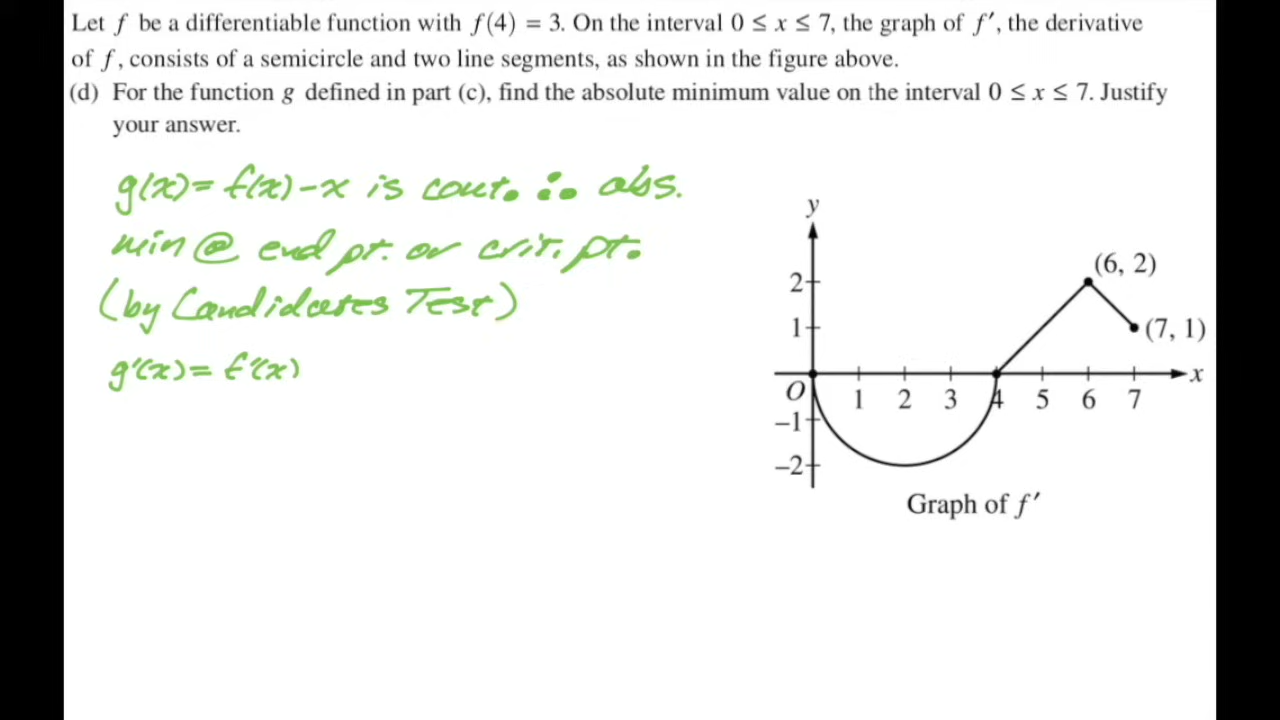 Let f be a differentiable function with f(4) = 3. On the interval 0 ≤ x ≤ 7, the graph of f′, the derivative
of f, consists of a semicircle and two line segments, as shown in the figure above.
(d) For the function g defined in part (c), find the absolute minimum value on the interval 0 ≤ x ≤ 7. Justify
your answer.
g(x) = f(x) - x is cont. ∴ abs.
min @ end pt. or crit. pt.
(by Candidates Test)
g'(x) = f'(x)
y
(6, 2)
2
1
(7, 1)
x
O
1 2 3 4 5 6 7
-1
-2
Graph of f′